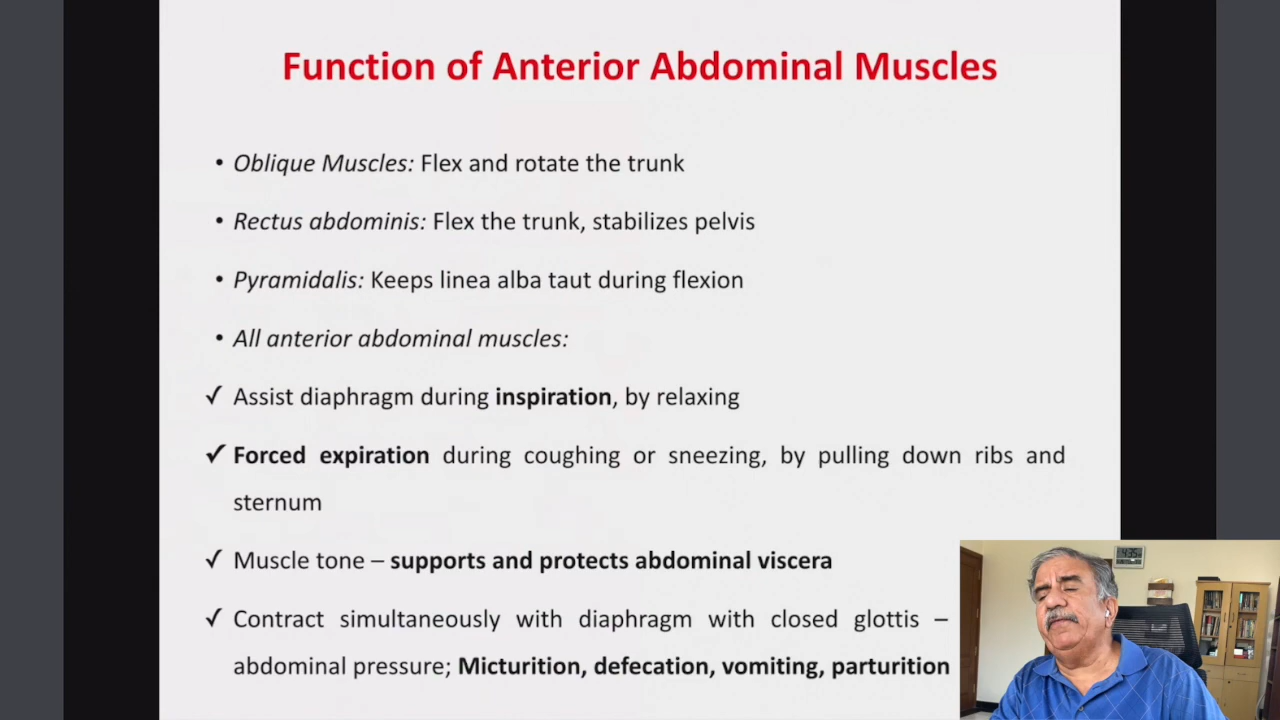 Function of Anterior Abdominal Muscles
• Oblique Muscles: Flex and rotate the trunk
• Rectus abdominis: Flex the trunk, stabilizes pelvis
• Pyramidalis: Keeps linea alba taut during flexion
• All anterior abdominal muscles:
✓ Assist diaphragm during inspiration, by relaxing
✓ Forced expiration during coughing or sneezing, by pulling down ribs and
sternum
✓ Muscle tone – supports and protects abdominal viscera
✓ Contract simultaneously with diaphragm with closed glottis –
abdominal pressure; Micturition, defecation, vomiting, parturition
4:35